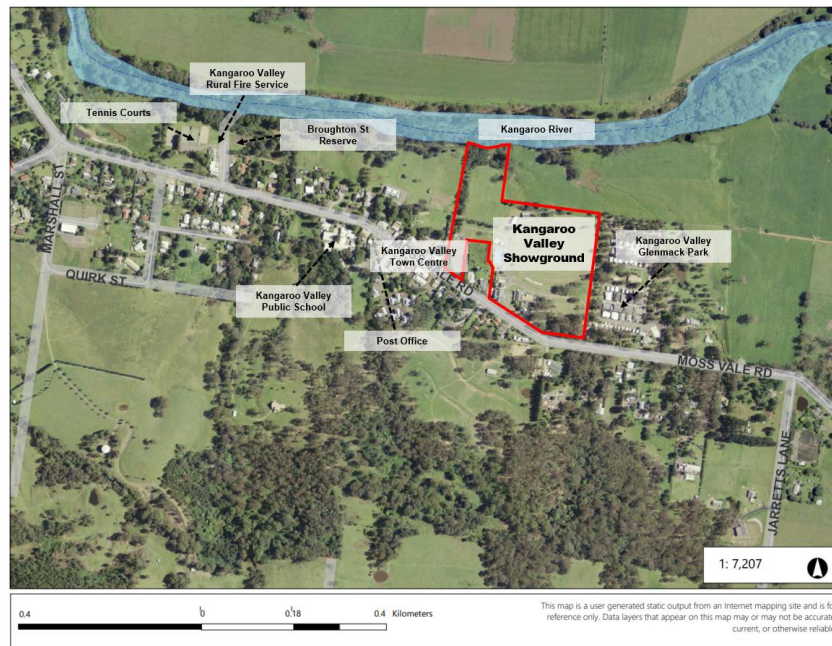 Kangaroo Valley
Rural Fire Service
Tennis Courts
Broughton St
Reserve
Kangaroo River
MARSHALL ST
Kangaroo
Valley
Showground
Kangaroo Valley
Glenmack Park
Kangaroo Valley
Town Centre
QUIRK ST
Kangaroo Valley
Public School
RD
Post Office
MOSS VALE RD
JARRETTS LANE
1: 7,207
0.4
0
0.18
0.4 Kilometers
This map is a user generated static output from an Internet mapping site and is fo
reference only. Data layers that appear on this map may or may not be accurate
current, or otherwise reliable